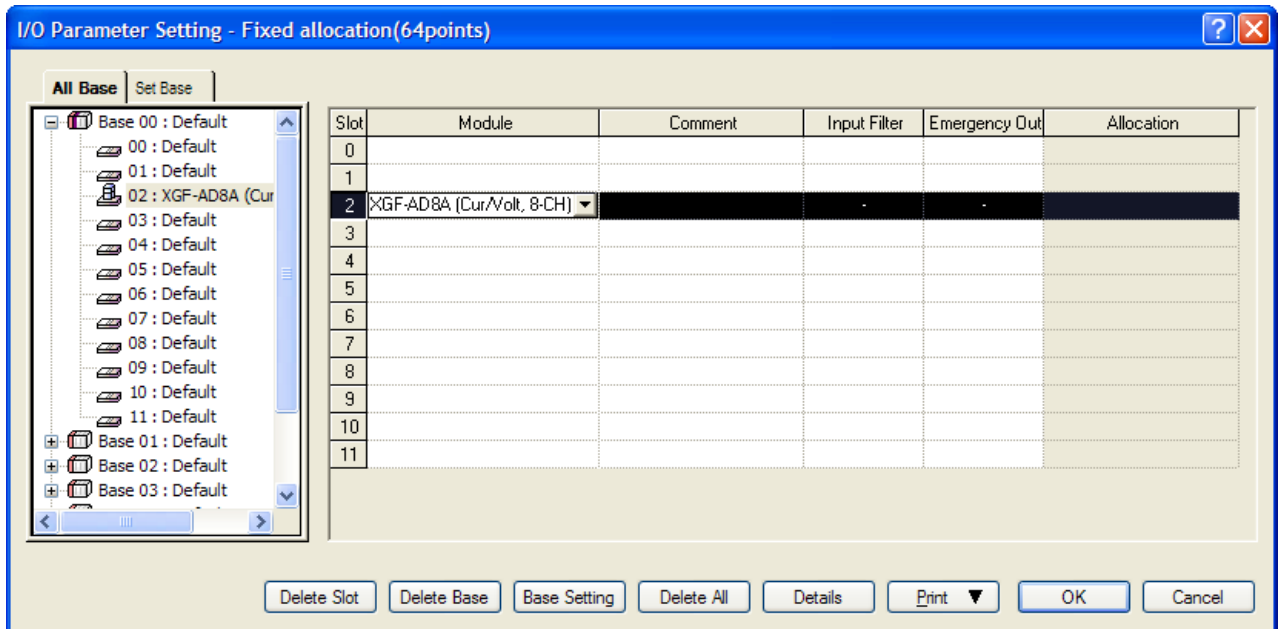 I/O Parameter Setting - Fixed allocation(64points)
All Base Set Base
Base 00 : Default
00 : Default
01 : Default
02 : XGF-AD8A (Cur
03 : Default
04 : Default
05 : Default
06 : Default
07 : Default
08 : Default
09 : Default
10 : Default
11 : Default
Base 01 : Default
Base 02 : Default
Base 03 : Default
Slot Module Comment Input Filter Emergency Out Allocation
0
1
2 XGF-AD8A (Cur/Volt, 8-CH) - -
3
4
5
6
7
8
9
10
11
Delete Slot Delete Base Base Setting Delete All Details Print OK Cancel